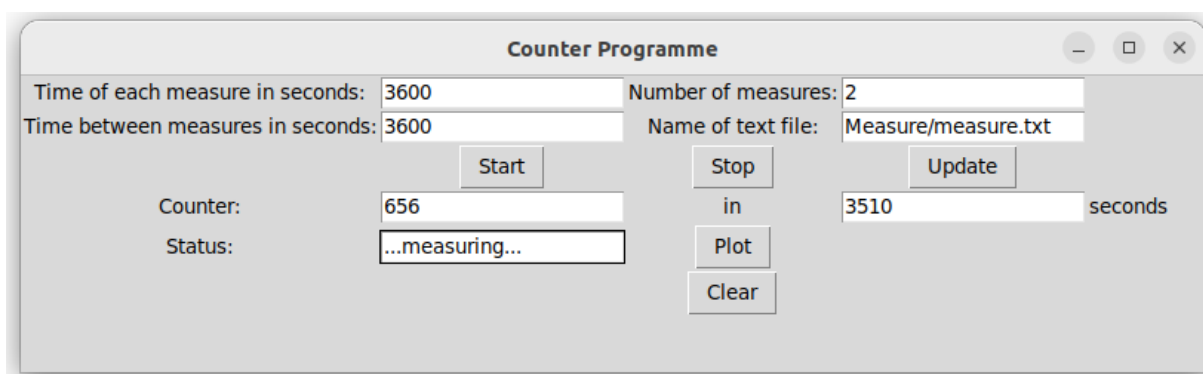 Counter Programme
Time of each measure in seconds: 3600 Number of measures: 2
Time between measures in seconds: 3600 Name of text file: Measure/measure.txt
Start Stop Update
Counter: 656 in 3510 seconds
Status: ...measuring... Plot
Clear